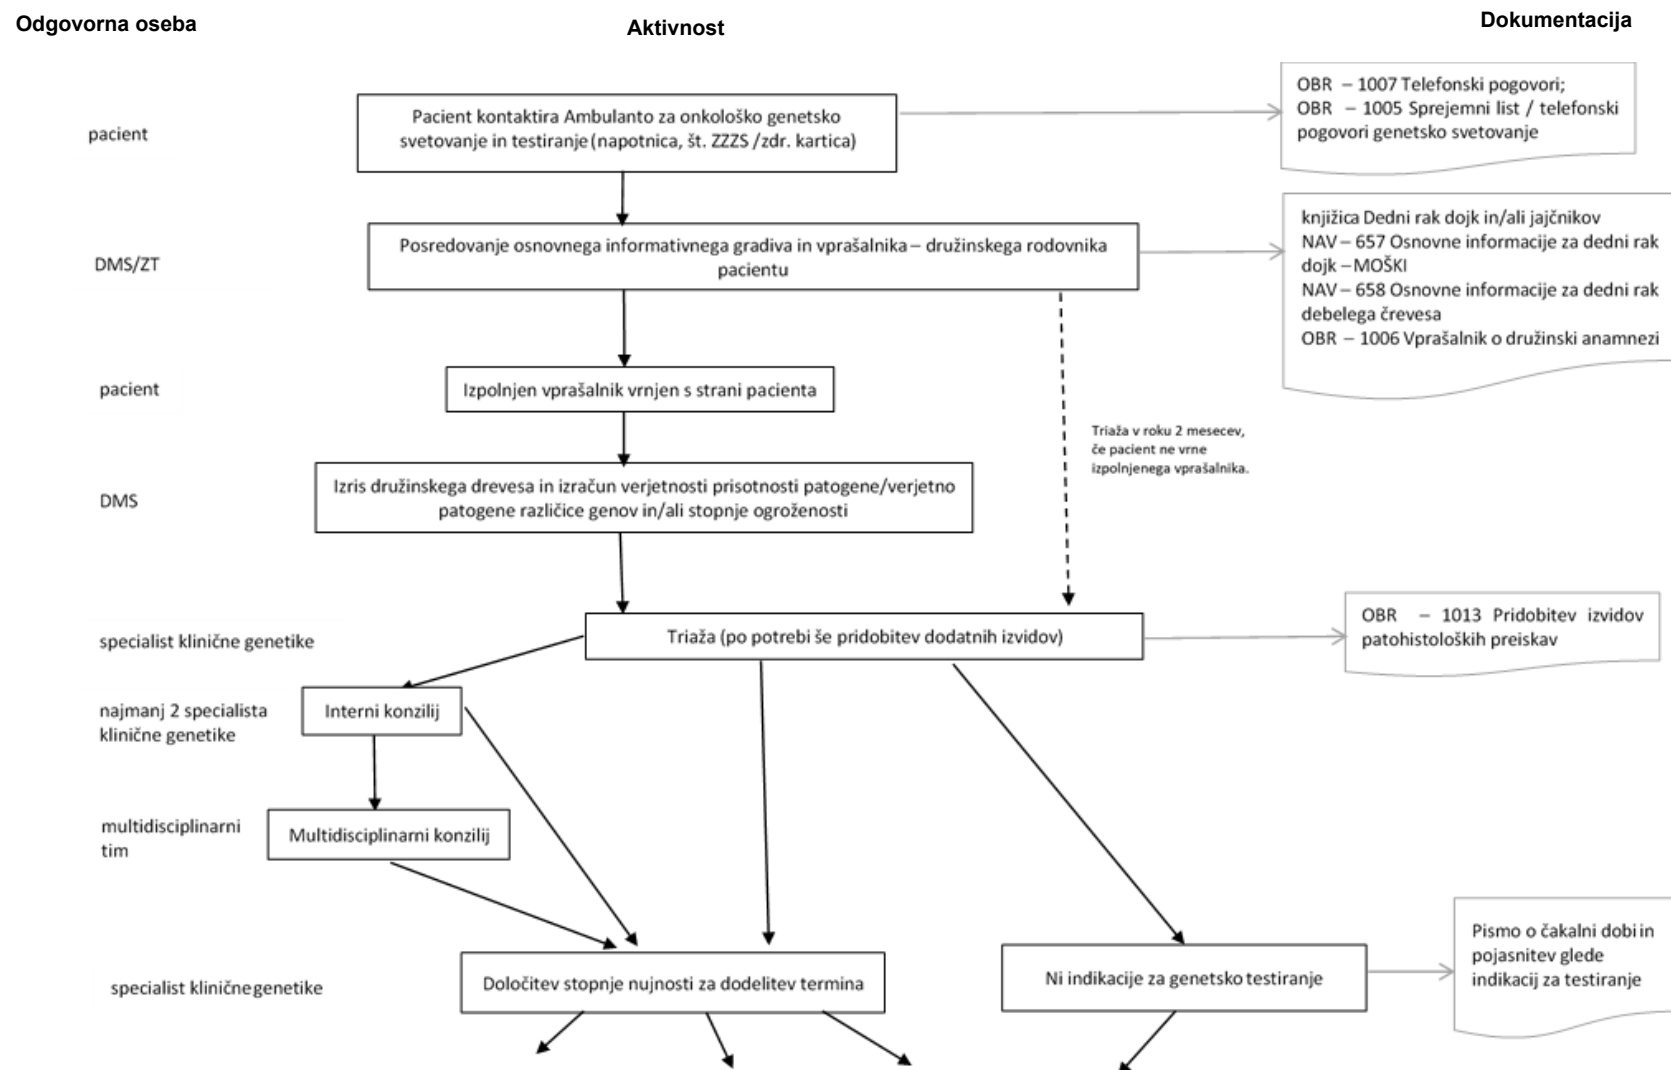 Odgovorna oseba
Aktivnost
Dokumentacija
pacient
Pacient kontaktira Ambulanto za onkološko genetsko
svetovanje in testiranje (napotnica, št. ZZZS /zdr. kartica)
OBR – 1007 Telefonski pogovori;
OBR – 1005 Sprejemni list / telefonski
pogovori genetsko svetovanje
DMS/ZT
Posredovanje osnovnega informativnega gradiva in vprašalnika – družinskega rodovnika
pacientu
knjižica Dedni rak dojk in/ali jajčnikov
NAV – 657 Osnovne informacije za dedni rak
dojk – MOŠKI
NAV – 658 Osnovne informacije za dedni rak
debelega črevesa
OBR – 1006 Vprašalnik o družinski anamnezi
pacient
Izpolnjen vprašalnik vrnjen s strani pacienta
Triaža v roku 2 mesecev,
če pacient ne vrne
izpolnjenega vprašalnika.
DMS
Izris družinskega drevesa in izračun verjetnosti prisotnosti patogene/verjetno
patogene različice genov in/ali stopnje ogroženosti
specialist klinične genetike
Triaža (po potrebi še pridobitev dodatnih izvidov)
OBR – 1013 Pridobitev izvidov
patohistoloških preiskav
najmanj 2 specialista
klinične genetike
Interni konzilij
multidisciplinarni
tim
Multidisciplinarni konzilij
specialist klinične genetike
Določitev stopnje nujnosti za dodelitev termina
Ni indikacije za genetsko testiranje
Pismo o čakalni dobi in
pojasnitev glede
indikacij za testiranje